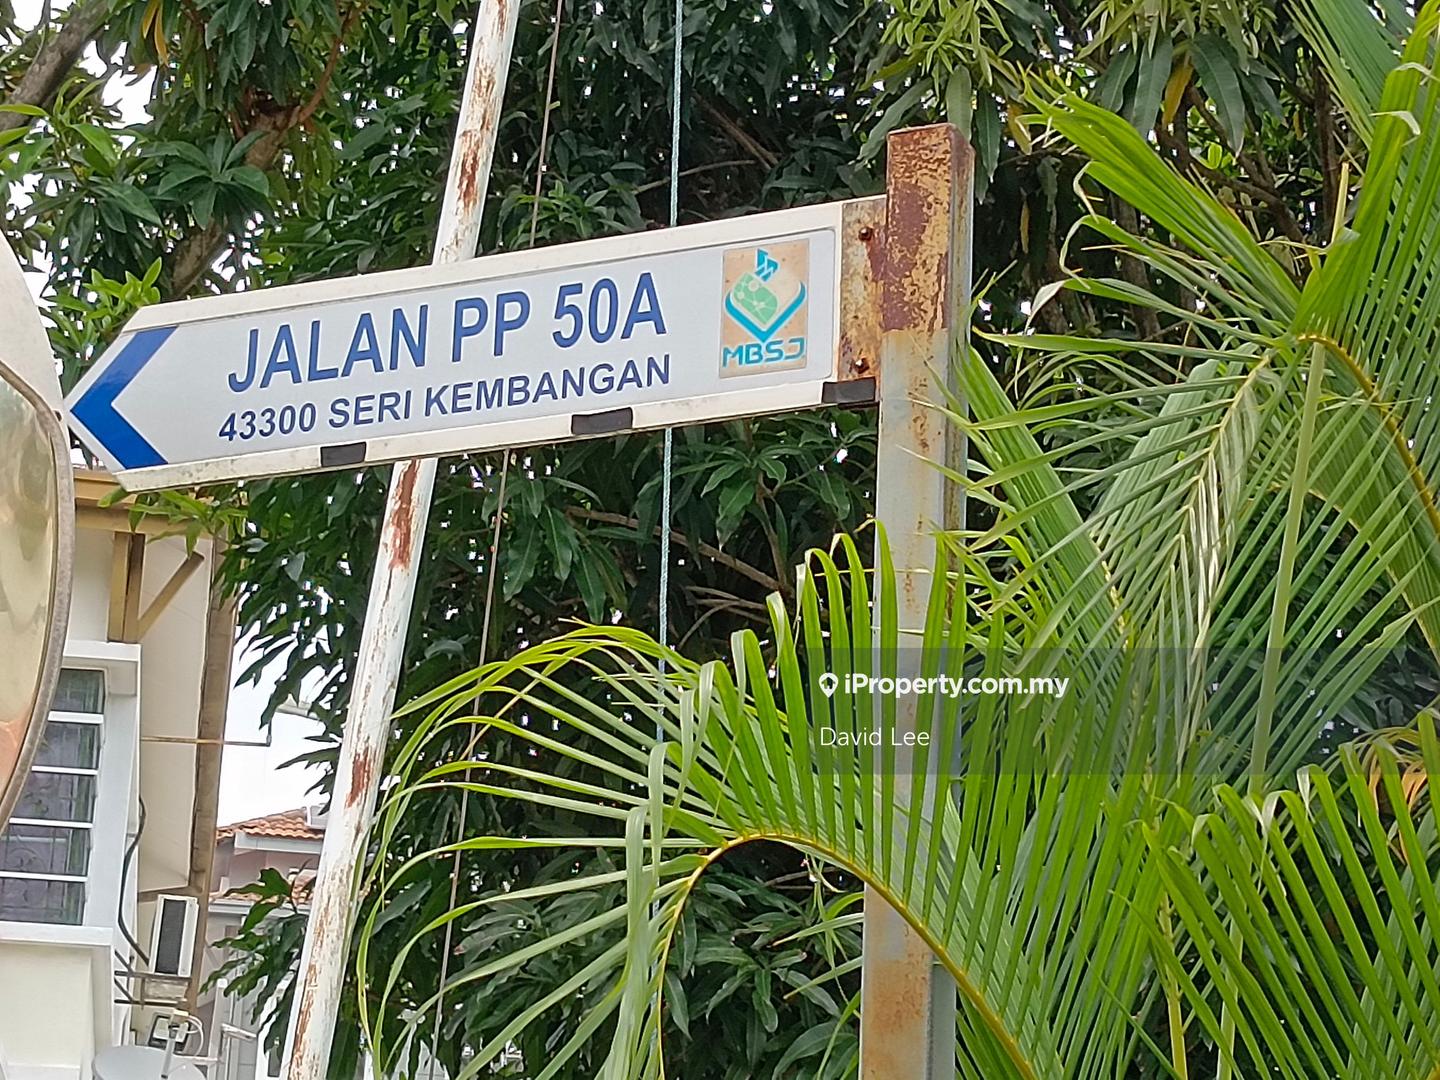 JALAN PP 50A
43300 SERI KEMBANGAN
MBSJ
iProperty.com.my
David Lee